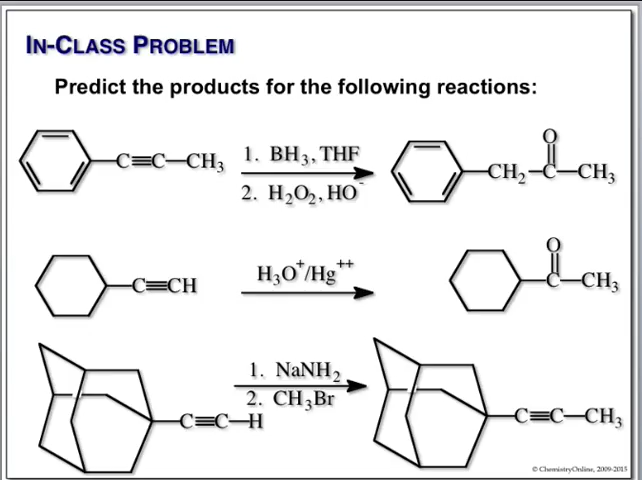 IN-CLASS PROBLEM
Predict the products for the following reactions:
C≡C—CH₃
1. BH₃, THF
2. H₂O₂, HO⁻
O
CH₂—C—CH₃
C≡CH
H₃O⁺/Hg⁺⁺
O
C—CH₃
C≡C—H
1. NaNH₂
2. CH₃Br
C≡C—CH₃
© ChemistryOnline, 2009-2015